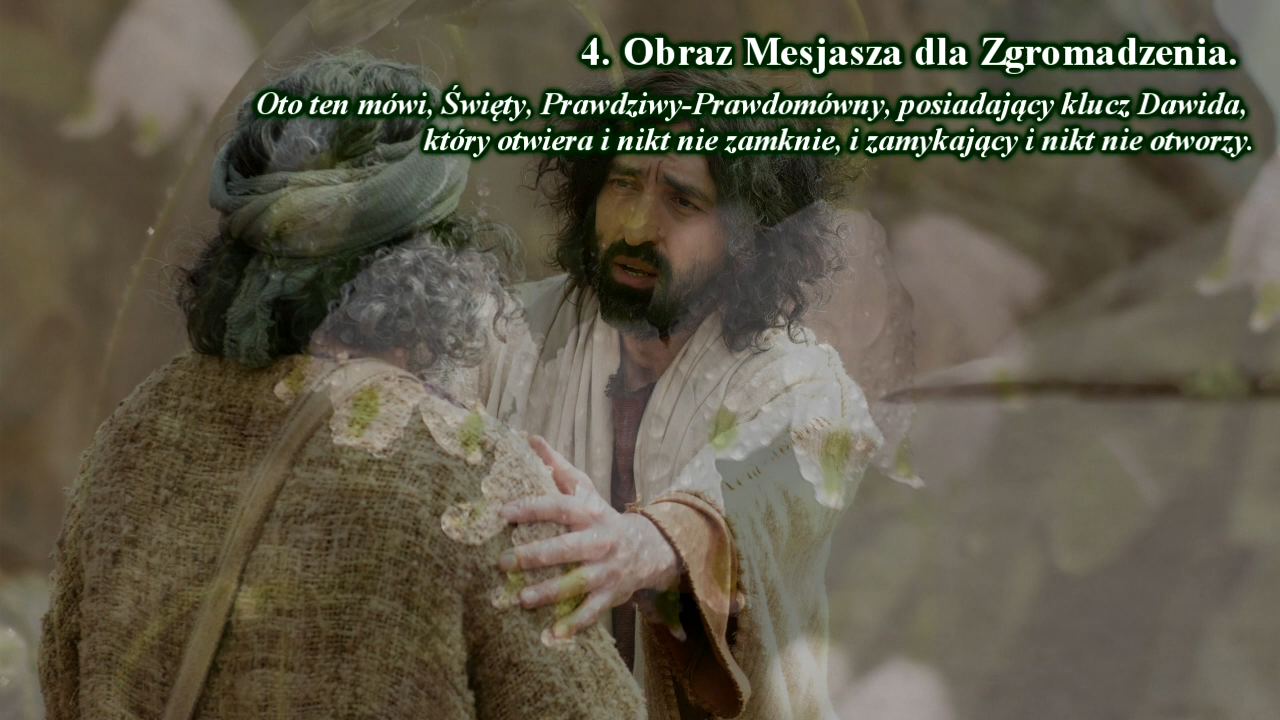 4. Obraz Mesjasza dla Zgromadzenia.
Oto ten mówi, Święty, Prawdziwy-Prawdomówny, posiadający klucz Dawida,
który otwiera i nikt nie zamknie, i zamykający i nikt nie otworzy.